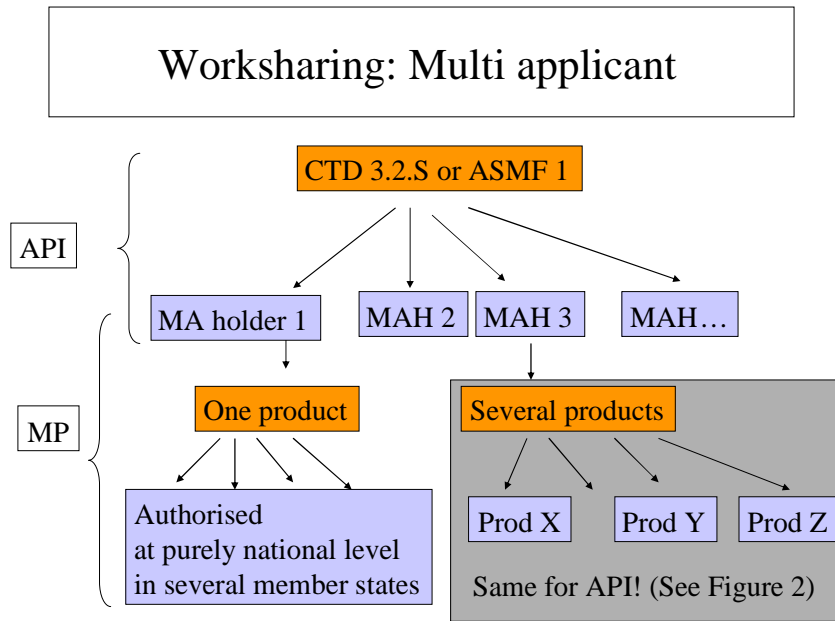 Worksharing: Multi applicant
CTD 3.2.S or ASMF 1
API
MA holder 1
MAH 2
MAH 3
MAH…
MP
One product
Several products
Authorised
at purely national level
in several member states
Prod X
Prod Y
Prod Z
Same for API! (See Figure 2)